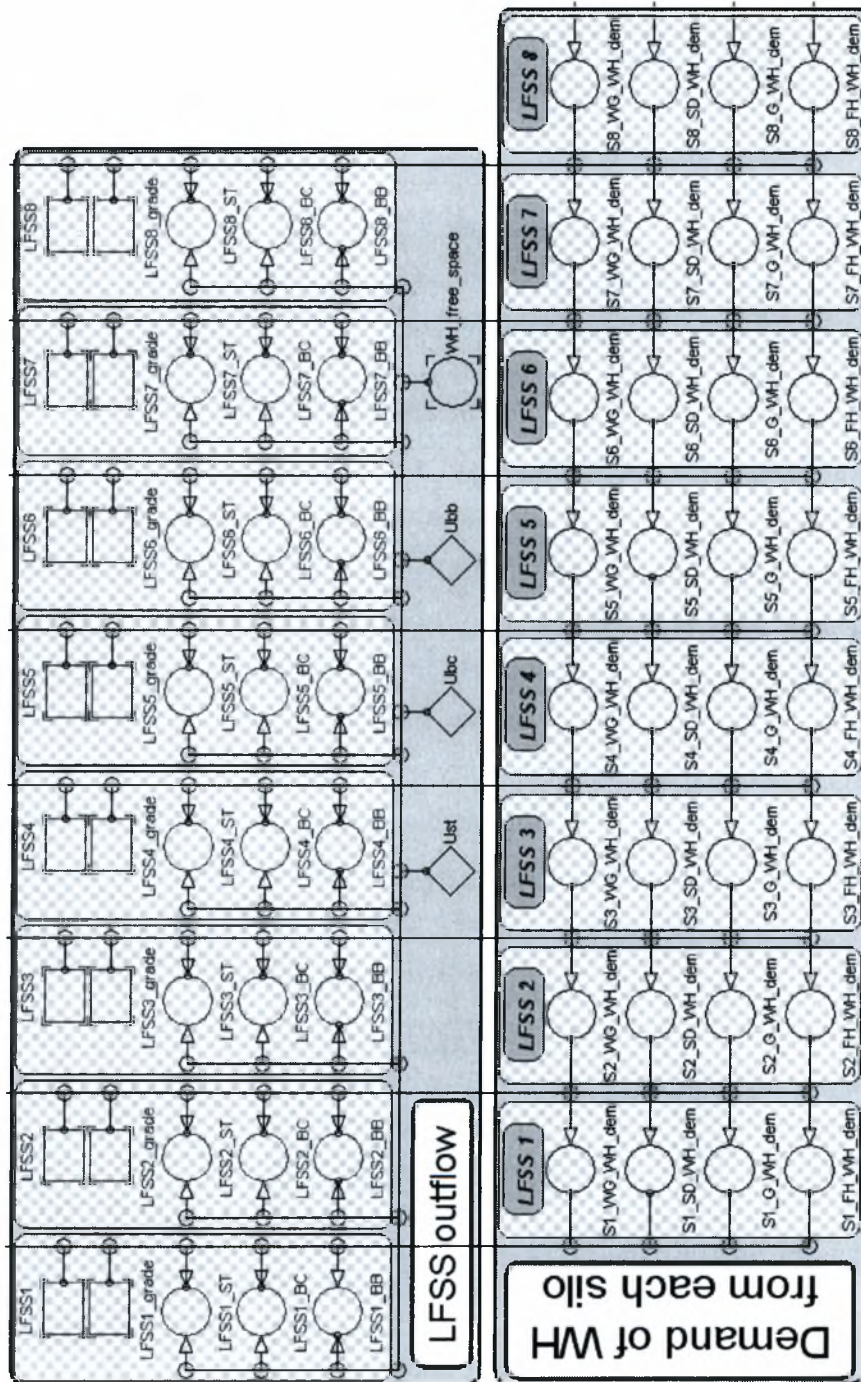 LFSS1
LFSS1_grade
LFSS1_ST
LFSS1_BC
LFSS1_BB
LFSS2
LFSS2_grade
LFSS2_ST
LFSS2_BC
LFSS2_BB
LFSS3
LFSS3_grade
LFSS3_ST
LFSS3_BC
LFSS3_BB
LFSS4
LFSS4_grade
LFSS4_ST
LFSS4_BC
LFSS4_BB
LFSS5
LFSS5_grade
LFSS5_ST
LFSS5_BC
LFSS5_BB
LFSS6
LFSS6_grade
LFSS6_ST
LFSS6_BC
LFSS6_BB
LFSS7
LFSS7_grade
LFSS7_ST
LFSS7_BC
LFSS7_BB
LFSS8
LFSS8_grade
LFSS8_ST
LFSS8_BC
LFSS8_BB
LFSS outflow
Ust
Ubc
Ubb
WH_free_space
Demand of WH
from each silo
LFSS 1
S1_WG_WH_dem
S1_SD_WH_dem
S1_G_WH_dem
S1_FH_WH_dem
LFSS 2
S2_WG_WH_dem
S2_SD_WH_dem
S2_G_WH_dem
S2_FH_WH_dem
LFSS 3
S3_WG_WH_dem
S3_SD_WH_dem
S3_G_WH_dem
S3_FH_WH_dem
LFSS 4
S4_WG_WH_dem
S4_SD_WH_dem
S4_G_WH_dem
S4_FH_WH_dem
LFSS 5
S5_WG_WH_dem
S5_SD_WH_dem
S5_G_WH_dem
S5_FH_WH_dem
LFSS 6
S6_WG_WH_dem
S6_SD_WH_dem
S6_G_WH_dem
S6_FH_WH_dem
LFSS 7
S7_WG_WH_dem
S7_SD_WH_dem
S7_G_WH_dem
S7_FH_WH_dem
LFSS 8
S8_WG_WH_dem
S8_SD_WH_dem
S8_G_WH_dem
S8_FH_WH_dem